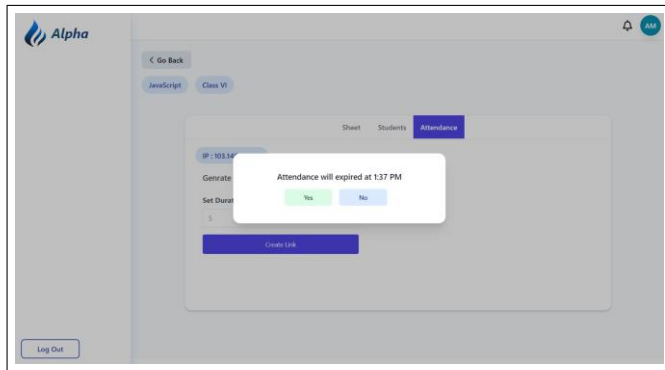 Alpha
AM
< Go Back
JavaScript Class VI
Sheet Students Attendance
IP : 103.14
Genrate
Attendance will expired at 1:37 PM
Set Durat
Yes No
5
Create Link
Log Out